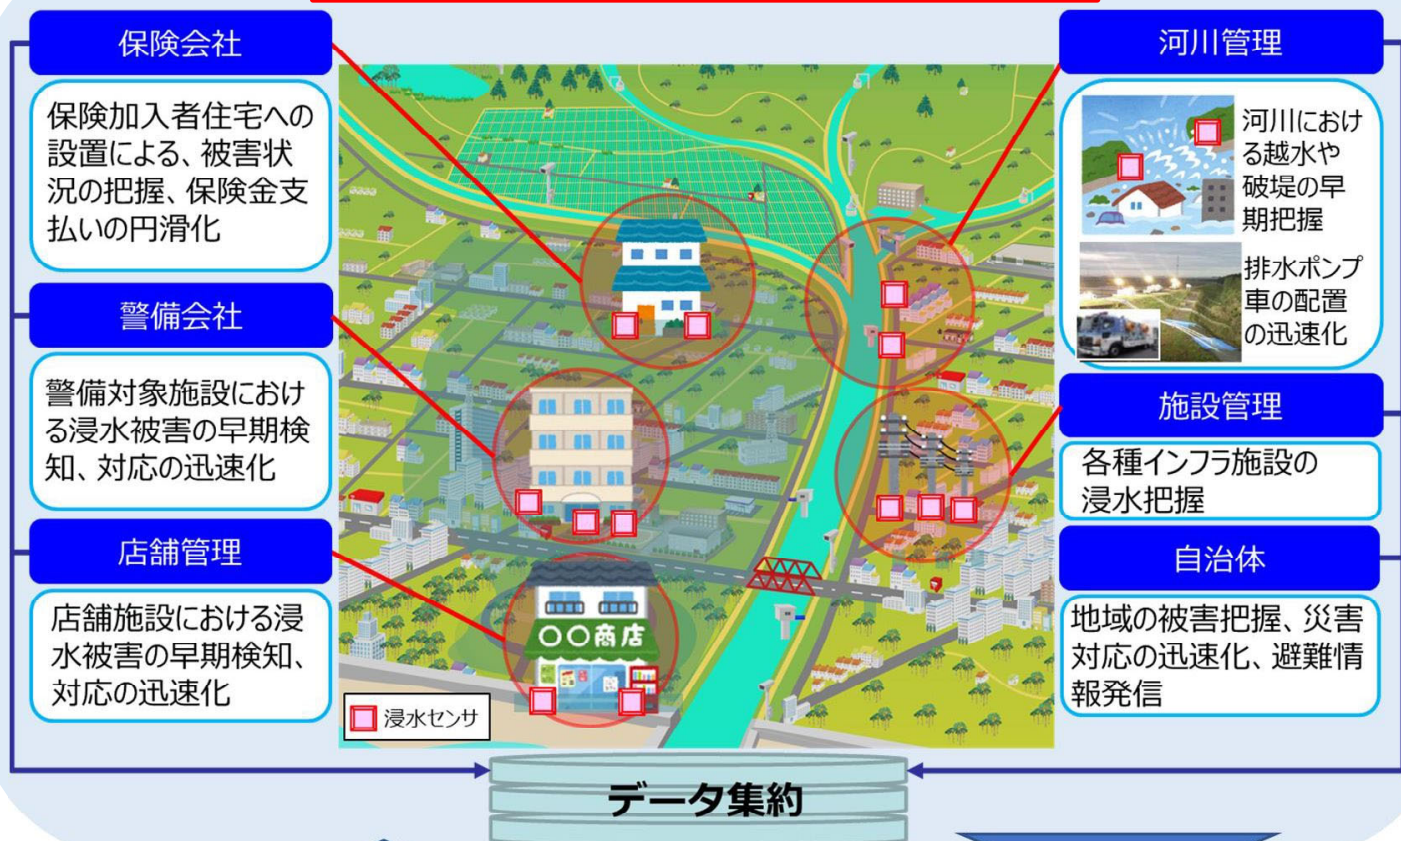 保険会社
保険加入者住宅への
設置による、被害状
況の把握、保険金支
払いの円滑化
警備会社
警備対象施設におけ
る浸水被害の早期検
知、対応の迅速化
店舗管理
店舗施設における浸
水被害の早期検知、
対応の迅速化
〇〇商店
浸水センサ
河川管理
河川におけ
る越水や
破堤の早
期把握
排水ポンプ
車の配置
の迅速化
施設管理
各種インフラ施設の
浸水把握
自治体
地域の被害把握、災害
対応の迅速化、避難情
報発信
データ集約